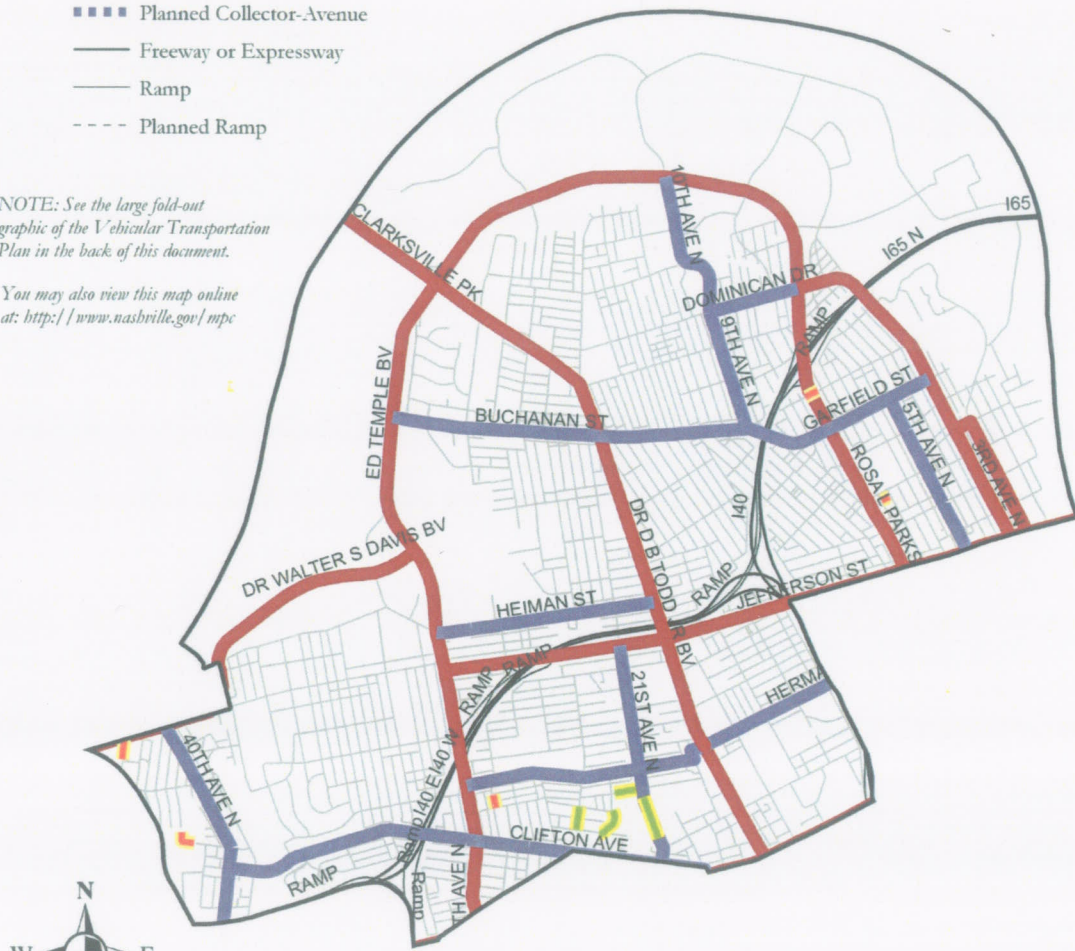 Planned Collector-Avenue
Freeway or Expressway
Ramp
Planned Ramp
NOTE: See the large fold-out
graphic of the Vehicular Transportation
Plan in the back of this document.
You may also view this map online
at: http://www.nashville.gov/mpc
10TH AVE N
CLARKSVILLE PK
I65
I65 N
DOMINICAN DR
RAMP
9TH AVE N
ED TEMPLE BV
BUCHANAN ST
GARFIELD ST
5TH AVE N
3RD AVE N
ROSA L PARKS
I40
DR D B TODD JR BV
DR WALTER S DAVIS BV
RAMP
JEFFERSON ST
HEIMAN ST
RAMP
RAMP
21ST AVE N
HERMA
40TH AVE N
Ramp I40 E I40 W
CLIFTON AVE
RAMP
Ramp
TH AVE N
N
W
E